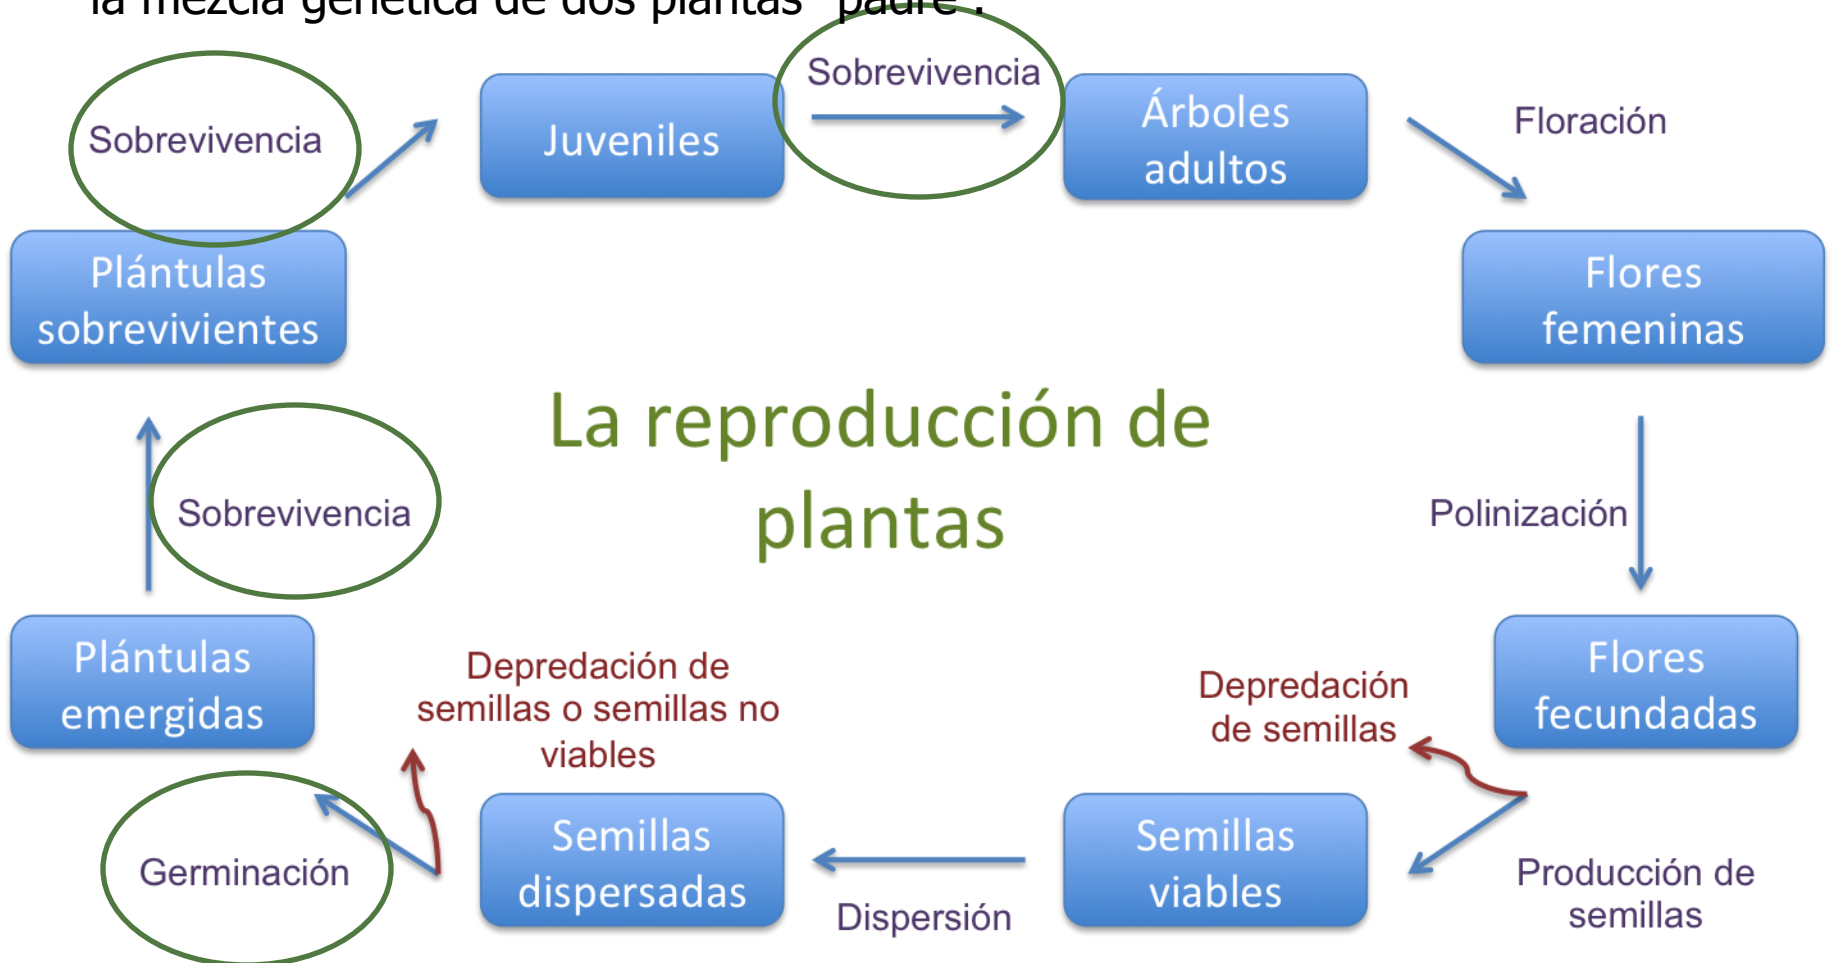 la mezcla genética de dos plantas "padre".
Sobrevivencia
Juveniles
Sobrevivencia
Árboles
adultos
Floración
Plántulas
sobrevivientes
Flores
femeninas
La reproducción de
plantas
Sobrevivencia
Polinización
Plántulas
emergidas
Depredación de
semillas o semillas no
viables
Depredación
de semillas
Flores
fecundadas
Germinación
Semillas
dispersadas
Dispersión
Semillas
viables
Producción de
semillas